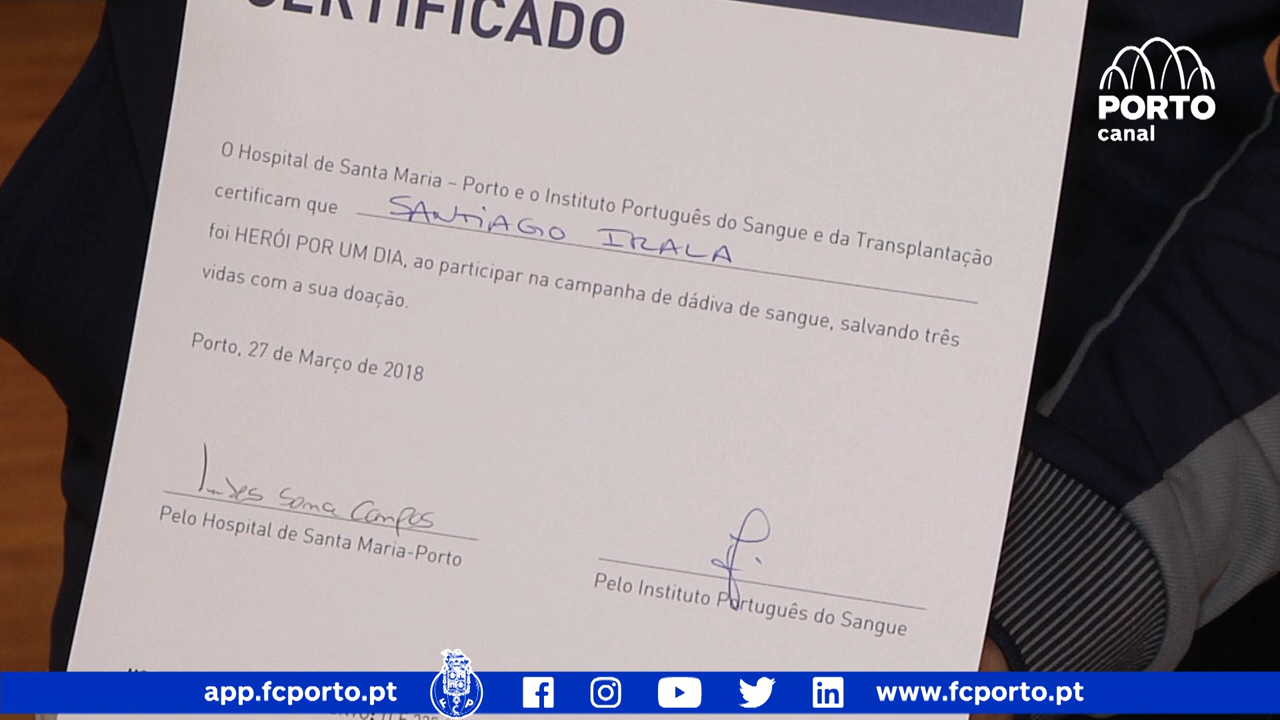 CERTIFICADO
PORTO
canal
O Hospital de Santa Maria – Porto e o Instituto Português do Sangue e da Transplantação
certificam que SANTIAGO IRALA
foi HERÓI POR UM DIA, ao participar na campanha de dádiva de sangue, salvando três
vidas com a sua doação.
Porto, 27 de Março de 2018
Campos
Pelo Hospital de Santa Maria-Porto
Pelo Instituto Português do Sangue
app.fcporto.pt
FCP
www.fcporto.pt